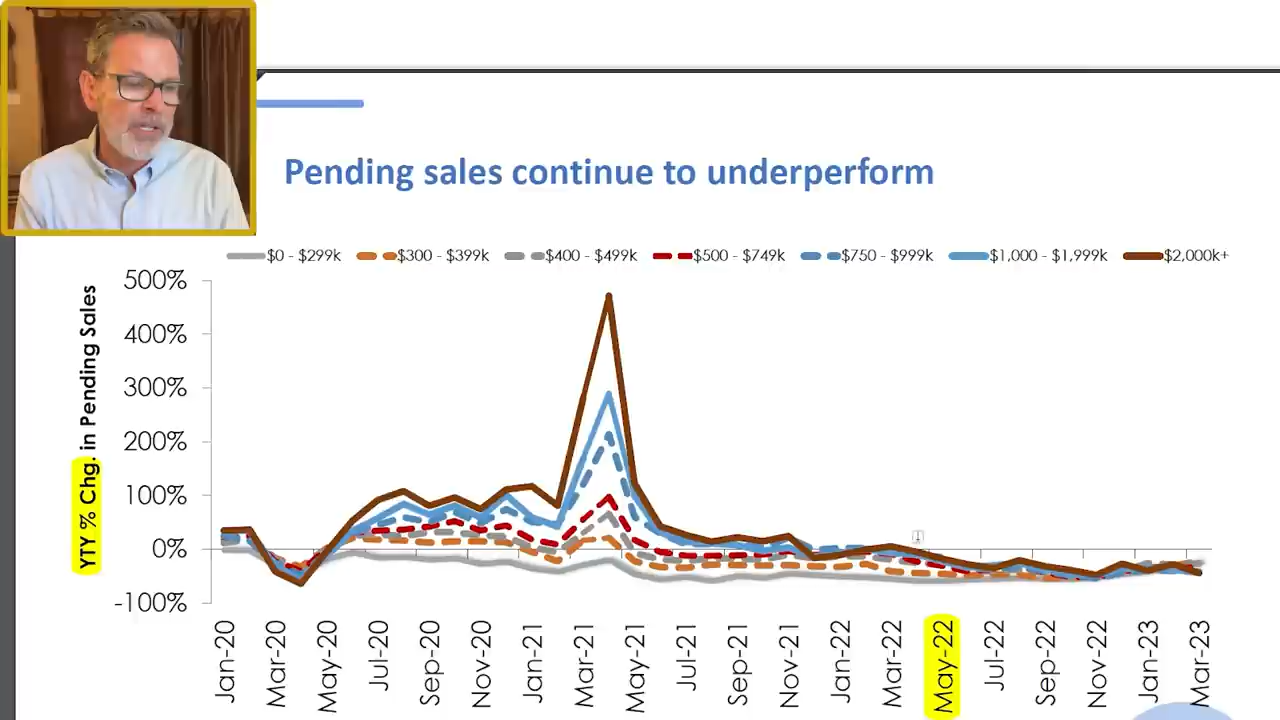 Pending sales continue to underperform
$0 - $299k $300 - $399k $400 - $499k $500 - $749k $750 - $999k $1,000 - $1,999k $2,000k+
YTY % Chg. in Pending Sales
500%
400%
300%
200%
100%
0%
-100%
Jan-20 Mar-20 May-20 Jul-20 Sep-20 Nov-20 Jan-21 Mar-21 May-21 Jul-21 Sep-21 Nov-21 Jan-22 Mar-22 May-22 Jul-22 Sep-22 Nov-22 Jan-23 Mar-23